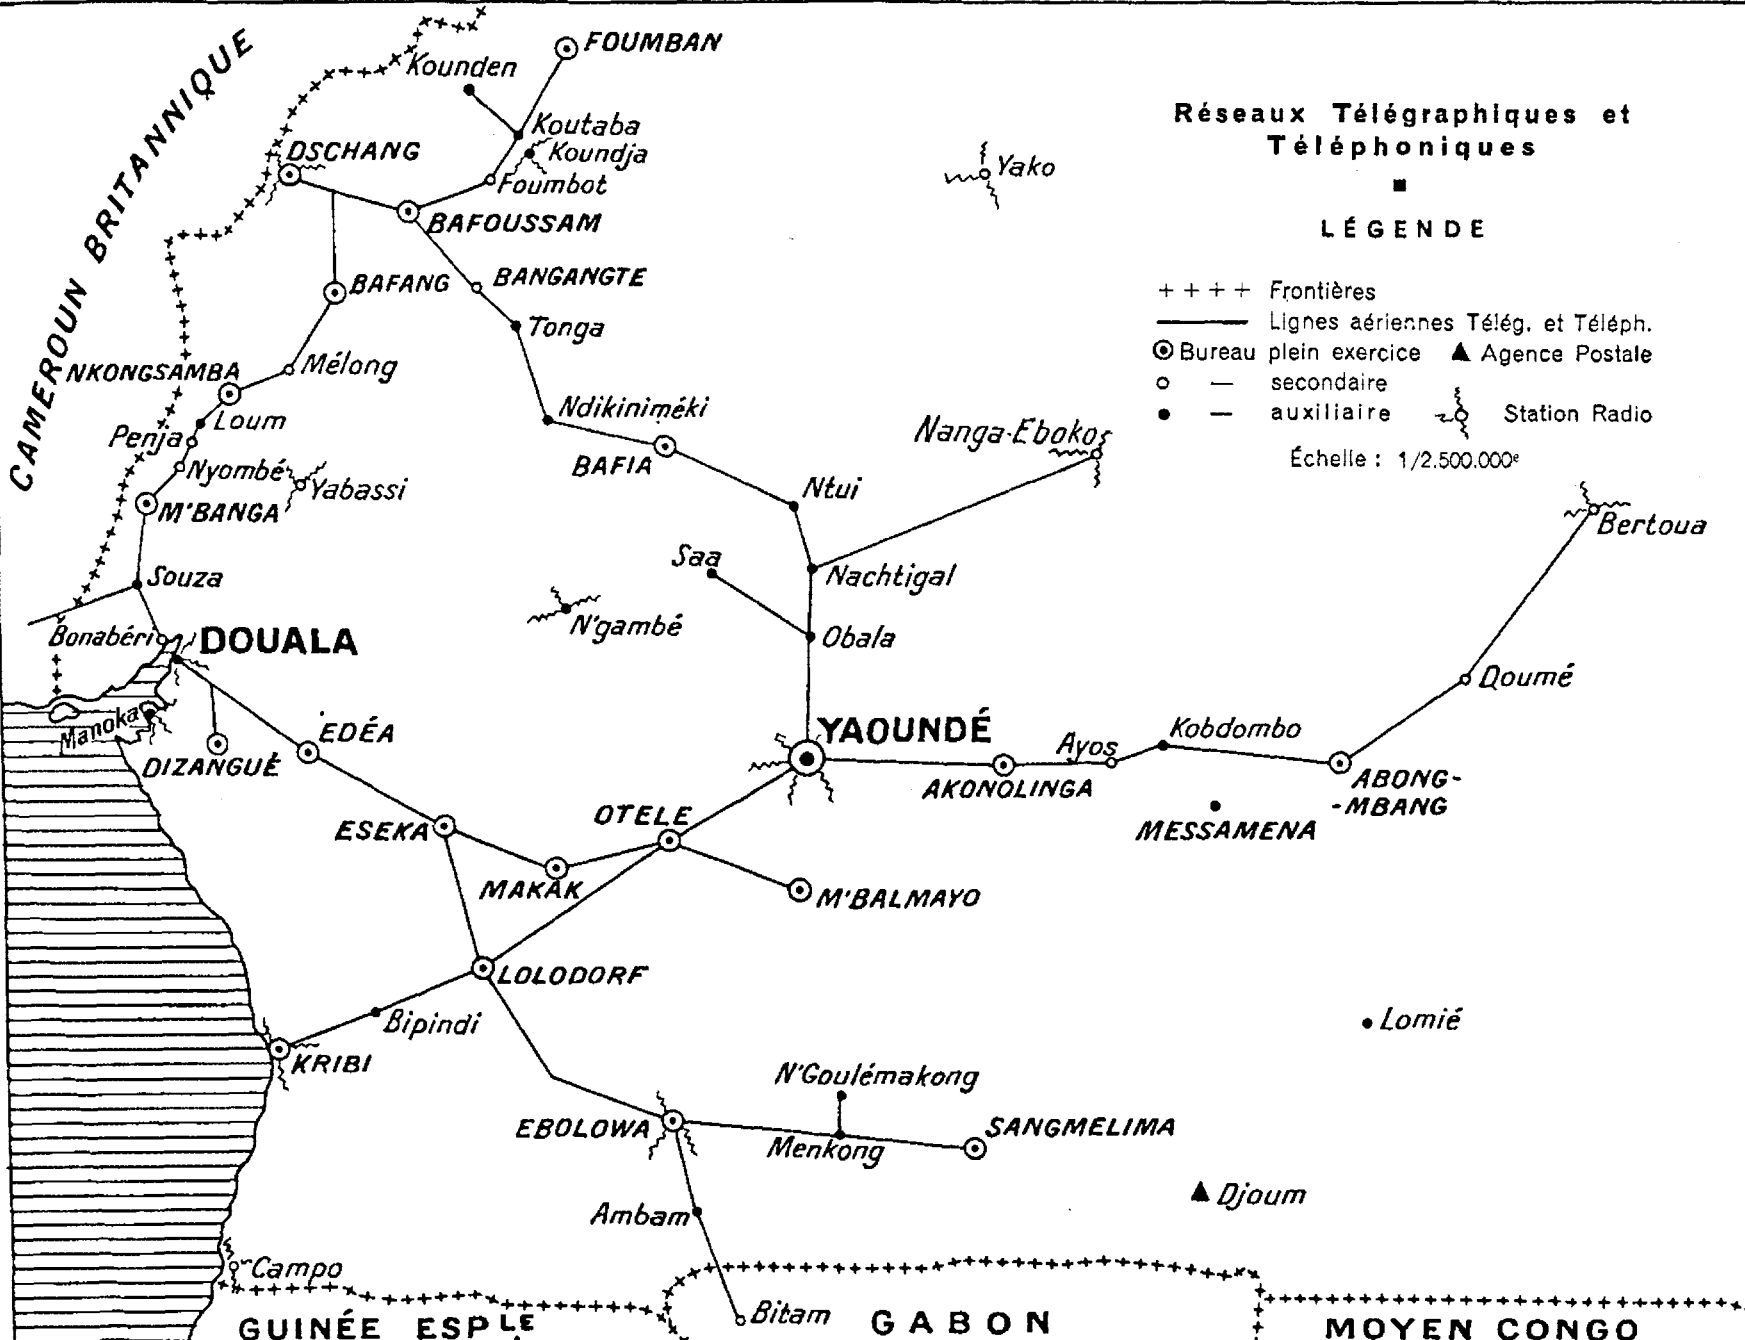 CAMEROUN BRITANNIQUE
FOUMBAN
Kounden
Koutaba
Koundja
DSCHANG
Foumbot
BAFOUSSAM
BAFANG
BANGANGTE
Tonga
Mélong
NKONGSAMBA
Loum
Penja
Nyombé
Yabassi
M'BANGA
Souza
Bonabéri
DOUALA
Manoka
DIZANGUÉ
EDÉA
Ndikiniméki
BAFIA
Ntui
Nanga-Eboko
Saa
Nachtigal
N'gambé
Obala
Yako
Réseaux Télégraphiques et
Téléphoniques
LÉGENDE
++++ Frontières
Lignes aériennes Télég. et Téléph.
Bureau plein exercice Agence Postale
— secondaire
— auxiliaire Station Radio
Échelle : 1/2.500.000e
Bertoua
Doumé
YAOUNDÉ
Kobdombo
Ayos
AKONOLINGA
ABONG-
-MBANG
MESSAMENA
OTELE
ESEKA
MAKAK
M'BALMAYO
LOLODORF
Bipindi
KRIBI
Lomié
N'Goulémakong
EBOLOWA
Menkong
SANGMELIMA
Djoum
Ambam
Campo
Bitam
GUINÉE ESPLE
GABON
MOYEN CONGO